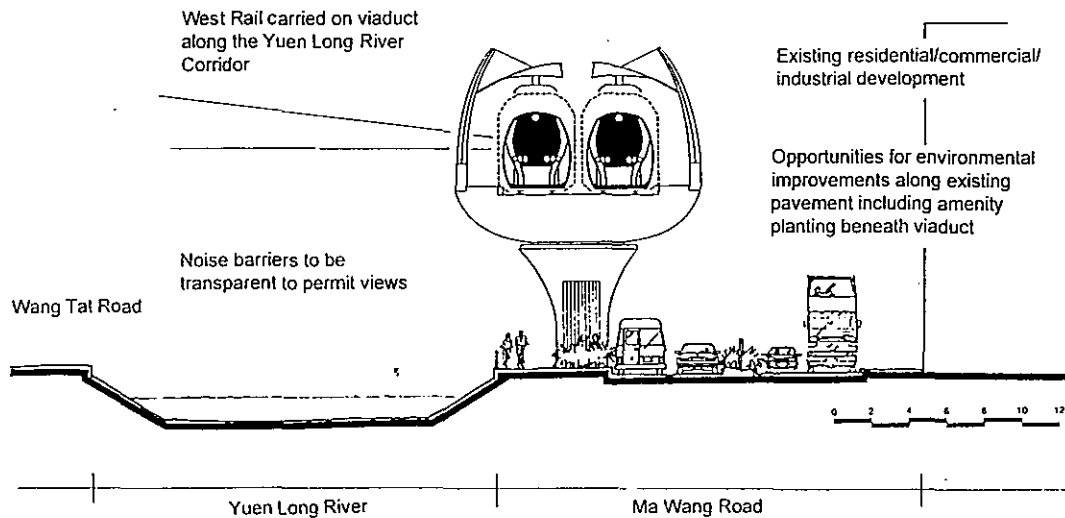 West Rail carried on viaduct
along the Yuen Long River
Corridor
Existing residential/commercial/
industrial development
Opportunities for environmental
improvements along existing
pavement including amenity
planting beneath viaduct
Noise barriers to be
transparent to permit views
Wang Tat Road
0 2 4 6 8 10 12
Yuen Long River
Ma Wang Road